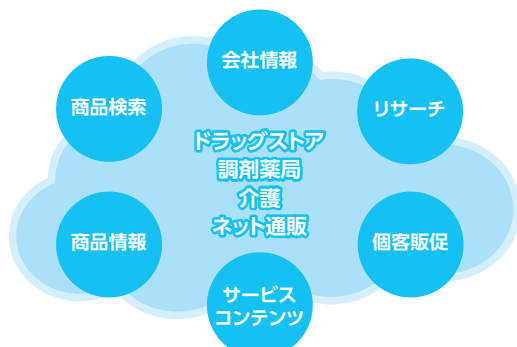 会社情報
商品検索
リサーチ
ドラッグストア
調剤薬局
介護
ネット通販
商品情報
個客販促
サービス
コンテンツ